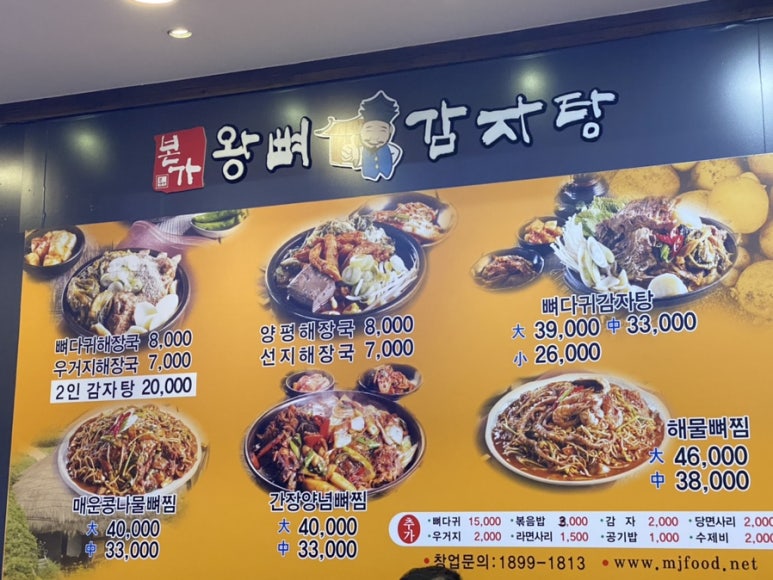 본가 왕뼈 감자탕
뼈다귀해장국 8,000
우거지해장국 7,000
2인 감자탕 20,000
양평해장국 8,000
선지해장국 7,000
뼈다귀감자탕
大 39,000 中 33,000
小 26,000
매운콩나물뼈찜
大 40,000
中 33,000
간장양념뼈찜
大 40,000
中 33,000
해물뼈찜
大 46,000
中 38,000
추가
•뼈다귀 15,000 •볶음밥 3,000 •감 자 2,000 •당면사리 2,000
•우거지 2,000 •라면사리 1,500 •공기밥 1,000 •수제비 2,000
•창업문의:1899-1813 •www.mjfood.net